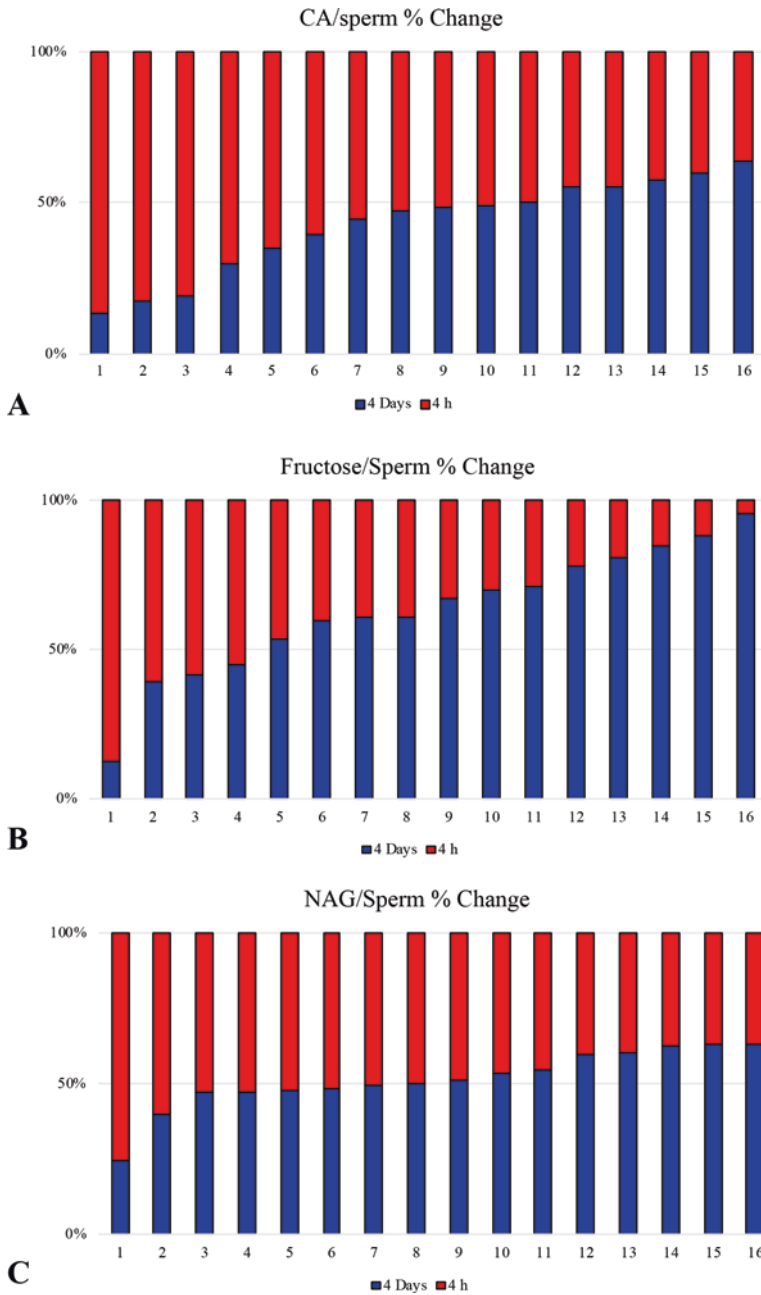 CA/sperm % Change
100%
50%
0%
1 2 3 4 5 6 7 8 9 10 11 12 13 14 15 16
A
4 Days 4 h
Fructose/Sperm % Change
100%
50%
0%
1 2 3 4 5 6 7 8 9 10 11 12 13 14 15 16
B
4 Days 4 h
NAG/Sperm % Change
100%
50%
0%
1 2 3 4 5 6 7 8 9 10 11 12 13 14 15 16
C
4 Days 4 h